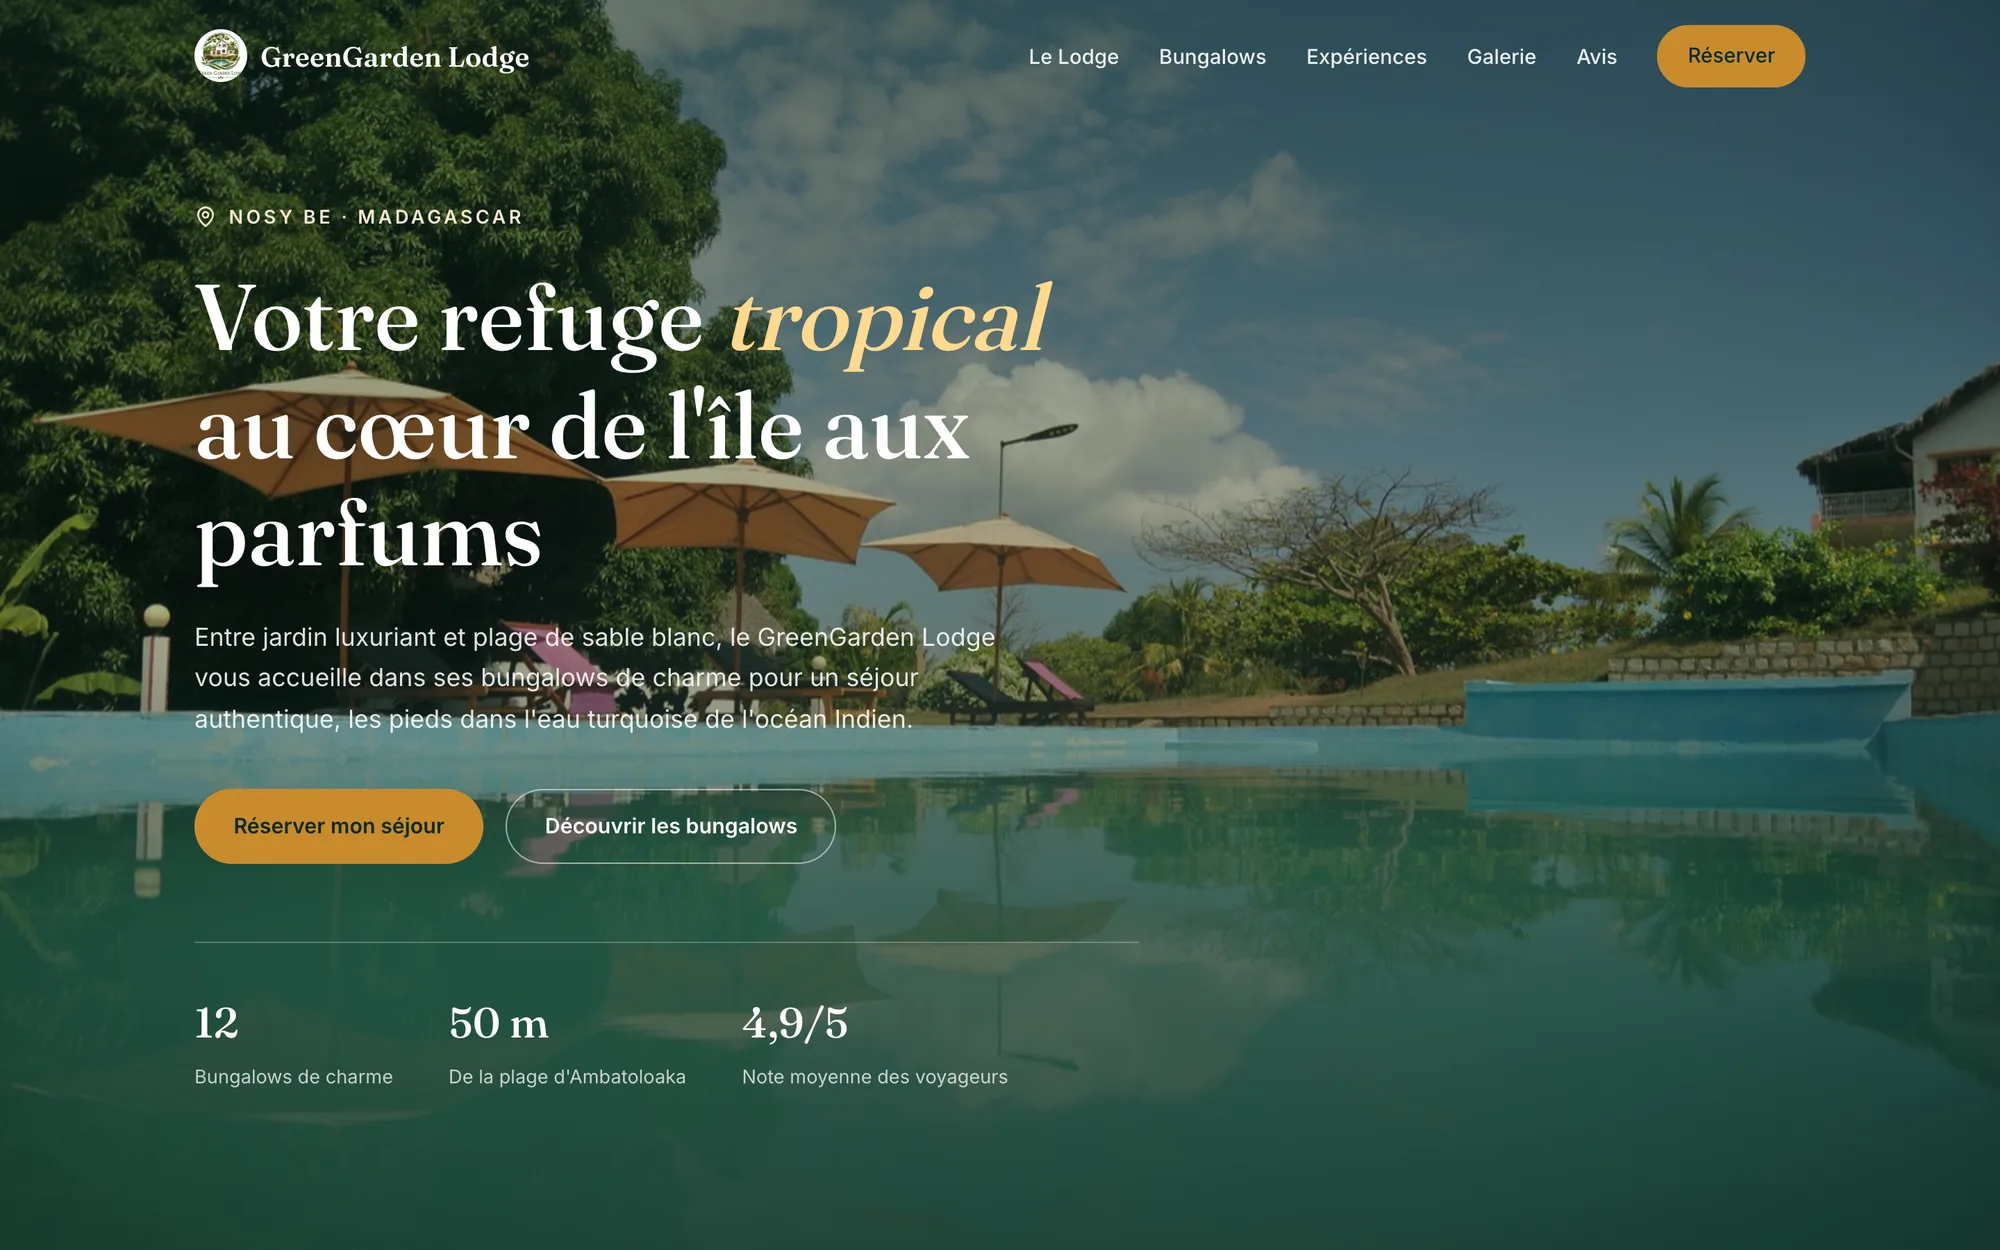 GreenGarden Lodge
Le Lodge
Bungalows
Expériences
Galerie
Avis
Réserver
NOSY BE · MADAGASCAR
Votre refuge tropical
au cœur de l'île aux
parfums
Entre jardin luxuriant et plage de sable blanc, le GreenGarden Lodge
vous accueille dans ses bungalows de charme pour un séjour
authentique, les pieds dans l'eau turquoise de l'océan Indien.
Réserver mon séjour
Découvrir les bungalows
12
Bungalows de charme
50 m
De la plage d'Ambatoloaka
4,9/5
Note moyenne des voyageurs